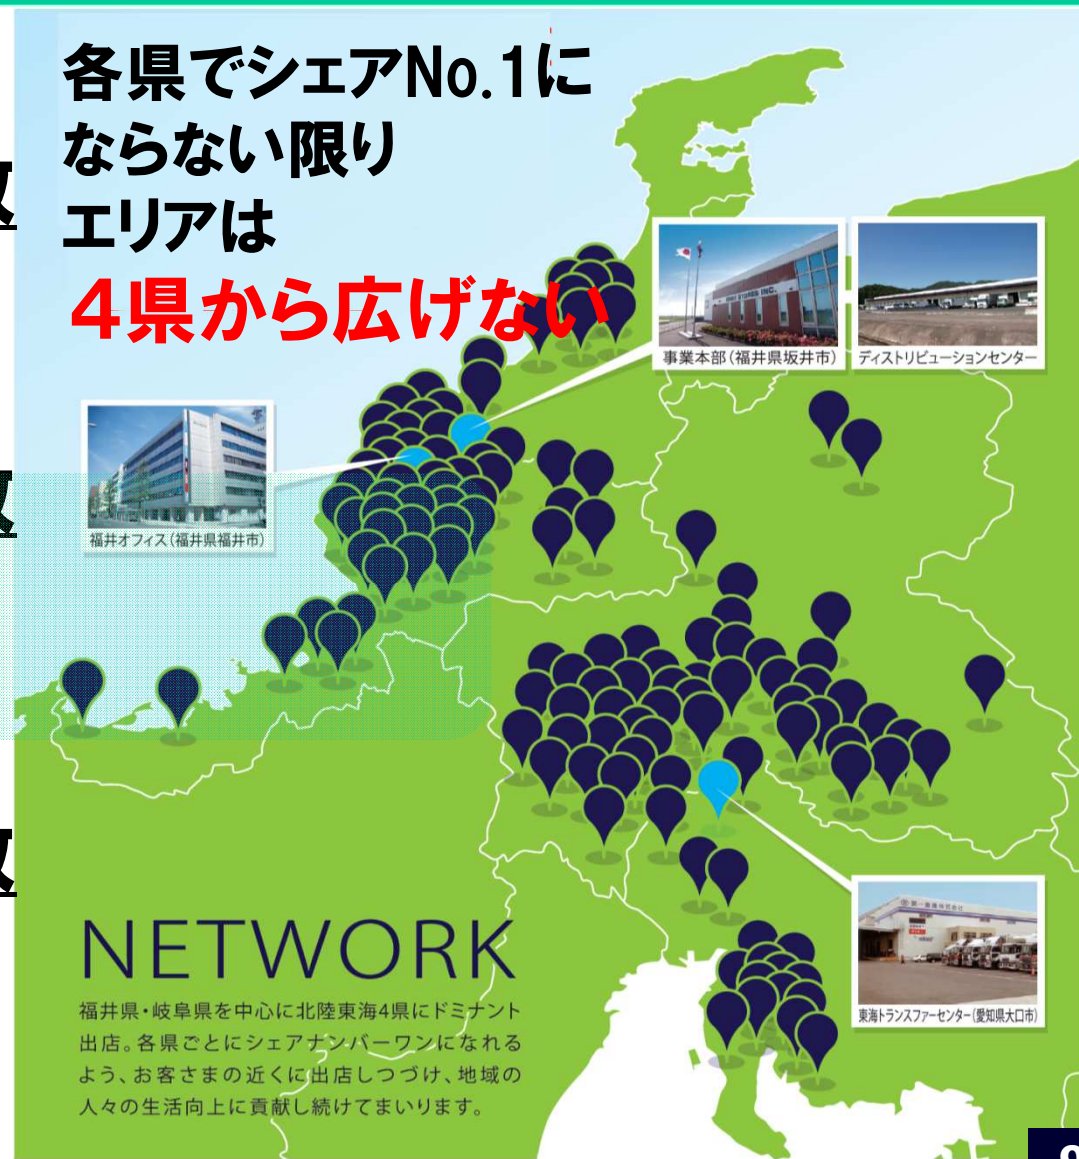 各県でシェアNo.1に
ならない限り
エリアは
4県から広げない
事業本部(福井県坂井市)
ディストリビューションセンター
福井オフィス(福井県福井市)
NETWORK
福井県・岐阜県を中心に北陸東海4県にドミナント
出店。各県ごとにシェアナンバーワンになれる
よう、お客さまの近くに出店しつづけ、地域の
人々の生活向上に貢献し続けてまいります。
東海トランスファーセンター(愛知県大口市)